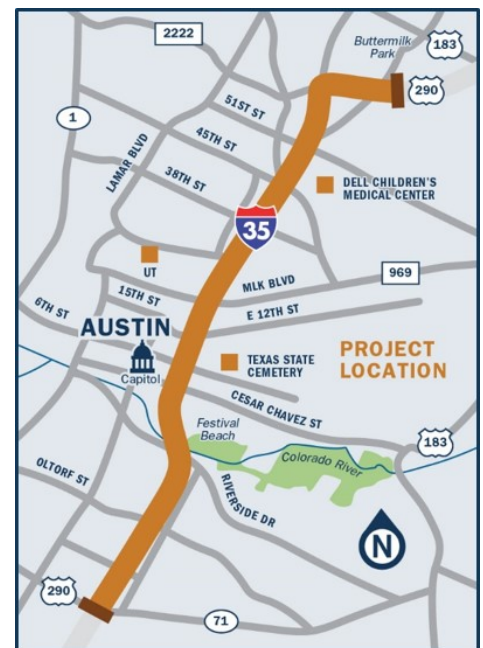 2222
Buttermilk
Park
183
290
1
51ST ST
45TH ST
LAMAR BLVD
38TH ST
DELL CHILDREN'S
MEDICAL CENTER
35
UT
MLK BLVD
969
15TH ST
E 12TH ST
6TH ST
AUSTIN
Capitol
TEXAS STATE
CEMETERY
PROJECT
LOCATION
CESAR CHAVEZ ST
Festival
Beach
183
Colorado River
OLTORF ST
RIVERSIDE DR
N
290
71